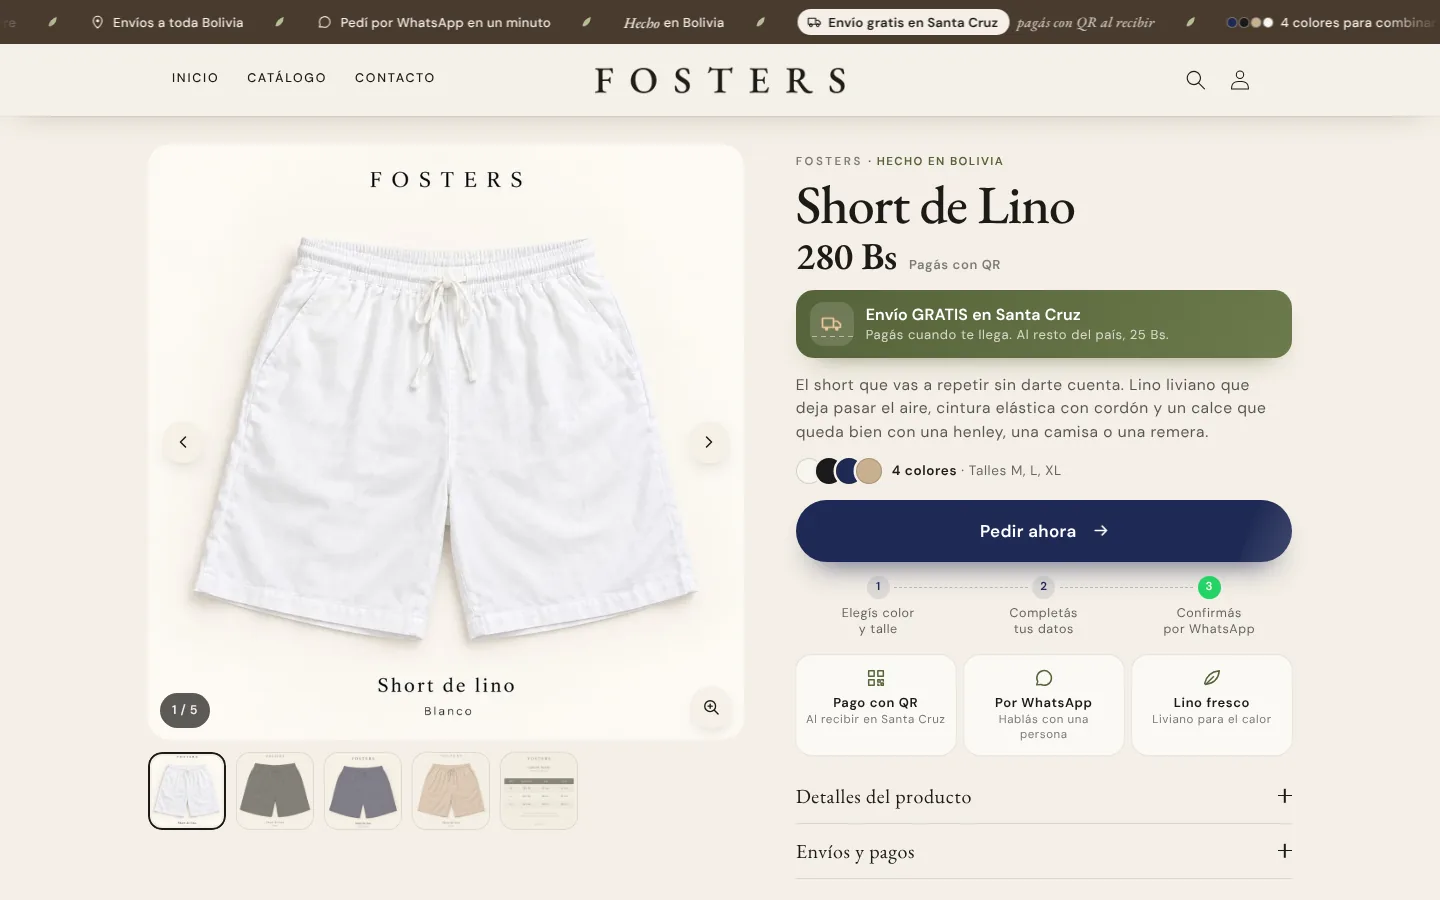 Envíos a toda Bolivia
Pedí por WhatsApp en un minuto
Hecho en Bolivia
Envío gratis en Santa Cruz pagás con QR al recibir
4 colores para combinar
INICIO CATÁLOGO CONTACTO
FOSTERS
FOSTERS
Short de lino
Blanco
1 / 5
FOSTERS · HECHO EN BOLIVIA
Short de Lino
280 Bs Pagás con QR
Envío GRATIS en Santa Cruz
Pagás cuando te llega. Al resto del país, 25 Bs.
El short que vas a repetir sin darte cuenta. Lino liviano que
deja pasar el aire, cintura elástica con cordón y un calce que
queda bien con una henley, una camisa o una remera.
4 colores · Talles M, L, XL
Pedir ahora
1 2 3
Elegís color
y talle
Completás
tus datos
Confirmás
por WhatsApp
Pago con QR
Al recibir en Santa Cruz
Por WhatsApp
Hablás con una
persona
Lino fresco
Liviano para el calor
Detalles del producto
Envíos y pagos